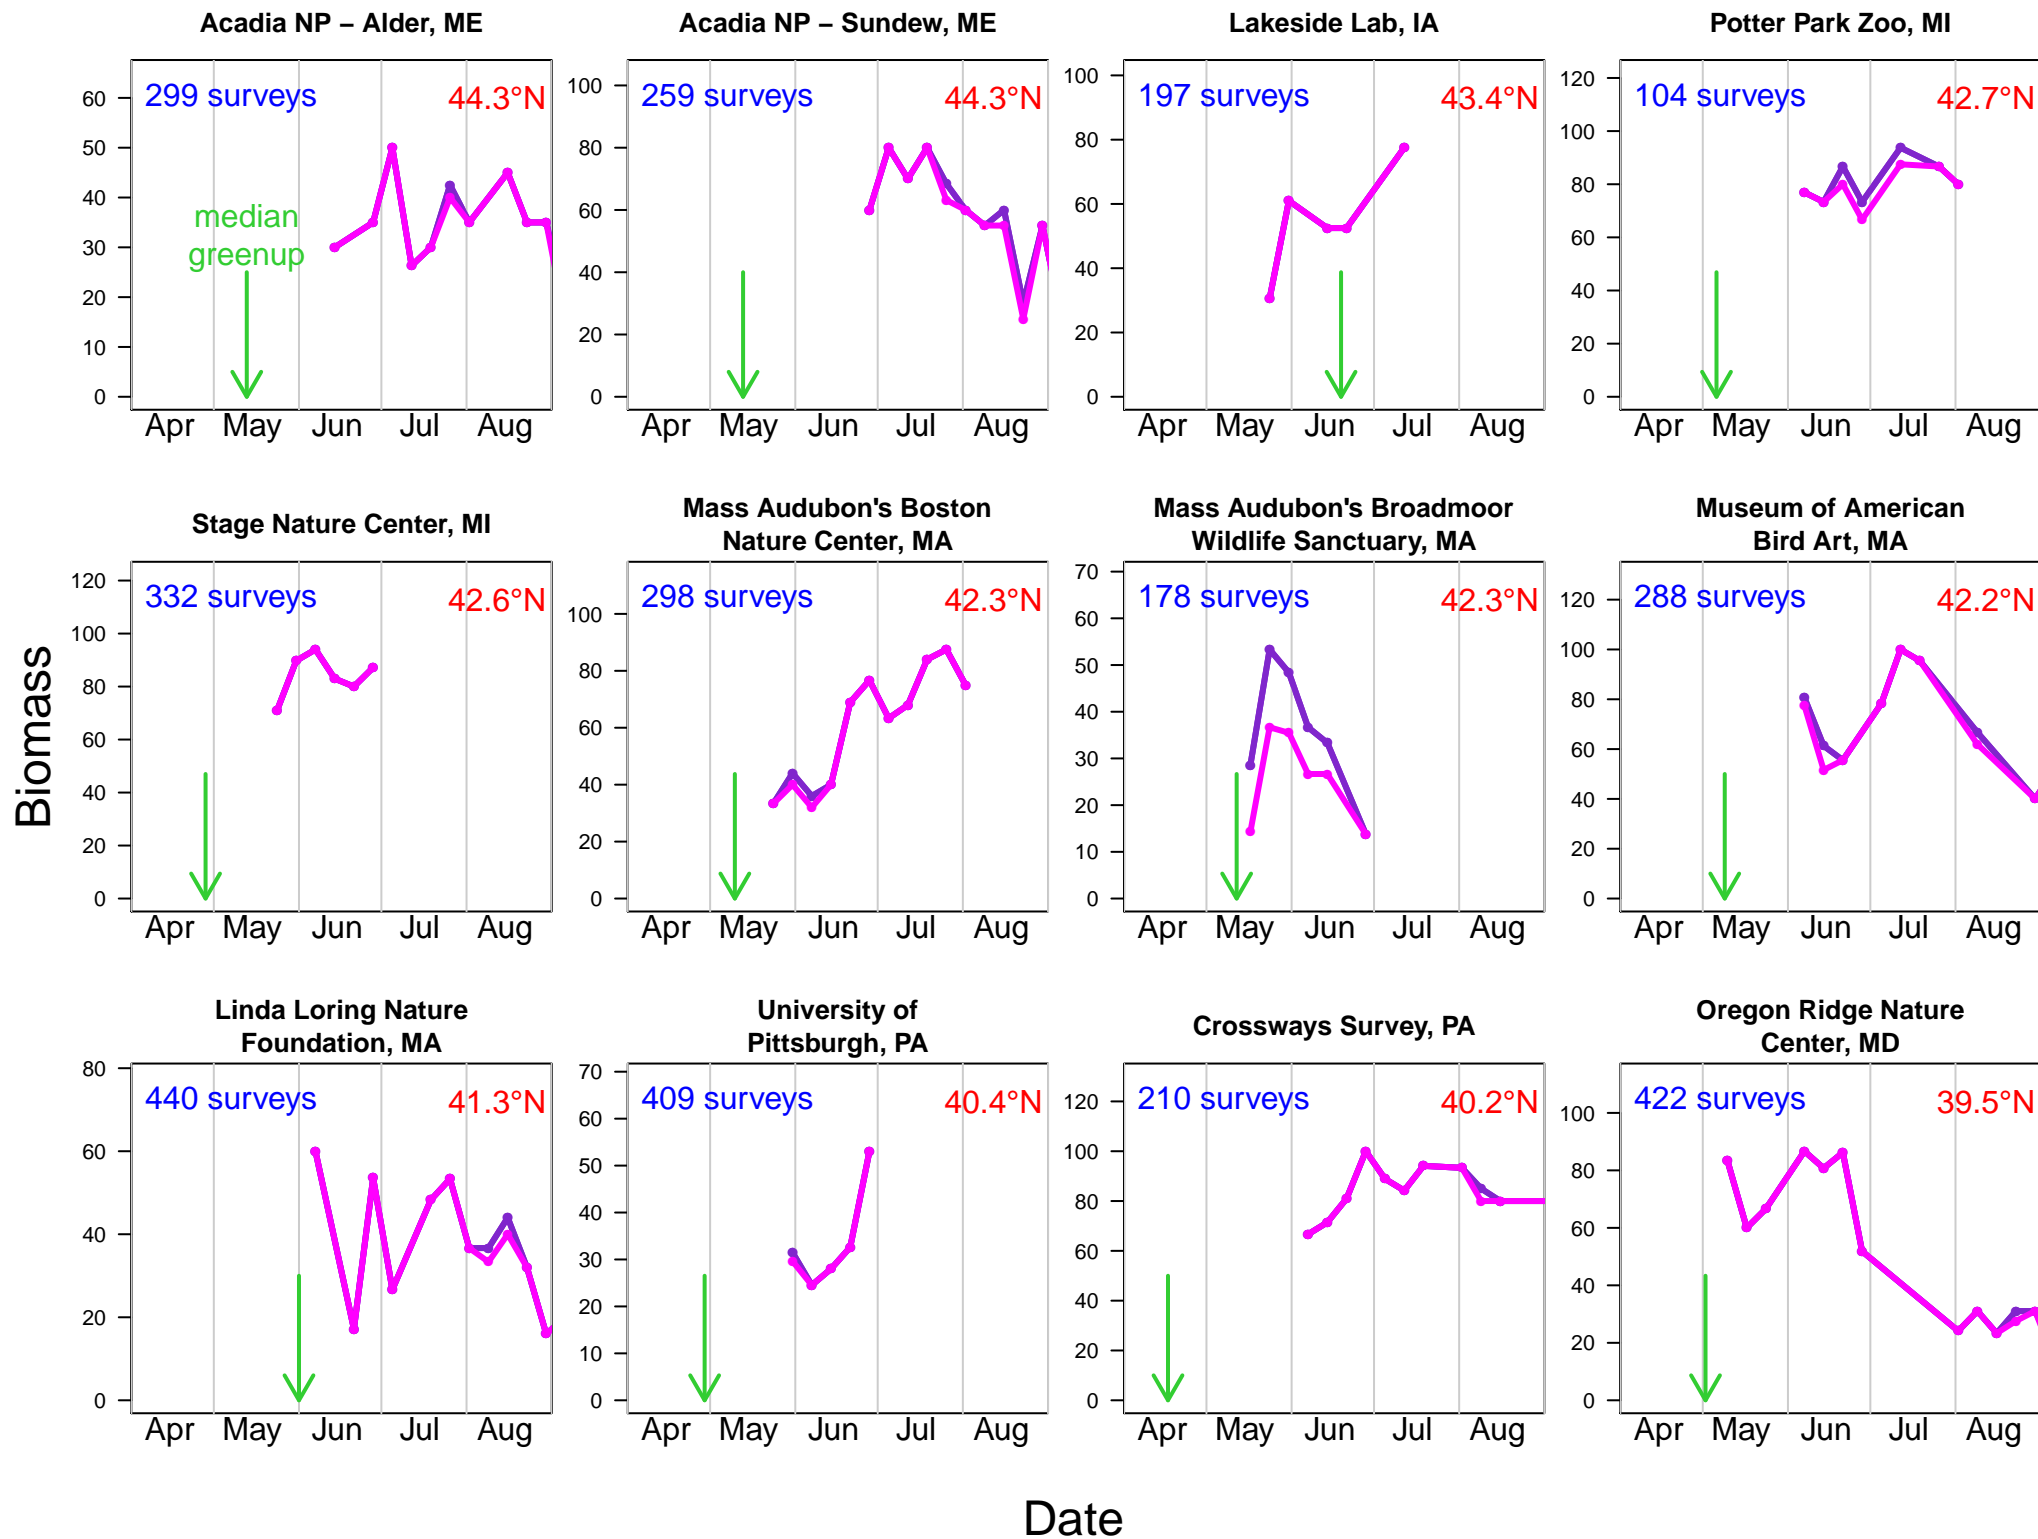 Acadia NP – Alder, ME
299 surveys
44.3°N
median
greenup
60
50
40
30
20
10
0
Apr May Jun Jul Aug
Acadia NP – Sundew, ME
259 surveys
44.3°N
100
80
60
40
20
0
Apr May Jun Jul Aug
Lakeside Lab, IA
197 surveys
43.4°N
100
80
60
40
20
0
Apr May Jun Jul Aug
Potter Park Zoo, MI
104 surveys
42.7°N
120
100
80
60
40
20
0
Apr May Jun Jul Aug
Biomass
Stage Nature Center, MI
332 surveys
42.6°N
120
100
80
60
40
20
0
Apr May Jun Jul Aug
Mass Audubon's Boston
Nature Center, MA
298 surveys
42.3°N
100
80
60
40
20
0
Apr May Jun Jul Aug
Mass Audubon's Broadmoor
Wildlife Sanctuary, MA
178 surveys
42.3°N
70
60
50
40
30
20
10
0
Apr May Jun Jul Aug
Museum of American
Bird Art, MA
288 surveys
42.2°N
120
100
80
60
40
20
0
Apr May Jun Jul Aug
Linda Loring Nature
Foundation, MA
440 surveys
41.3°N
80
60
40
20
0
Apr May Jun Jul Aug
University of
Pittsburgh, PA
409 surveys
40.4°N
70
60
50
40
30
20
10
0
Apr May Jun Jul Aug
Crossways Survey, PA
210 surveys
40.2°N
120
100
80
60
40
20
0
Apr May Jun Jul Aug
Oregon Ridge Nature
Center, MD
422 surveys
39.5°N
100
80
60
40
20
0
Apr May Jun Jul Aug
Date